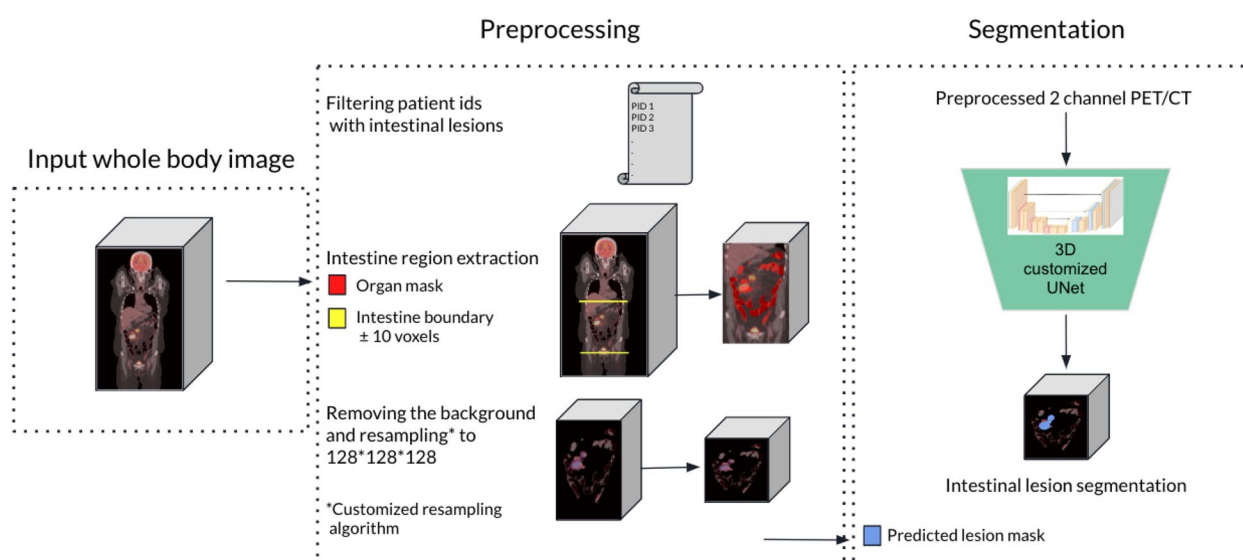 Preprocessing
Segmentation
Input whole body image
Filtering patient ids
with intestinal lesions
PID 1
PID 2
PID 3
.
.
.
.
Intestine region extraction
Organ mask
Intestine boundary
± 10 voxels
Removing the background
and resampling* to
128*128*128
*Customized resampling
algorithm
Preprocessed 2 channel PET/CT
3D
customized
UNet
Intestinal lesion segmentation
Predicted lesion mask